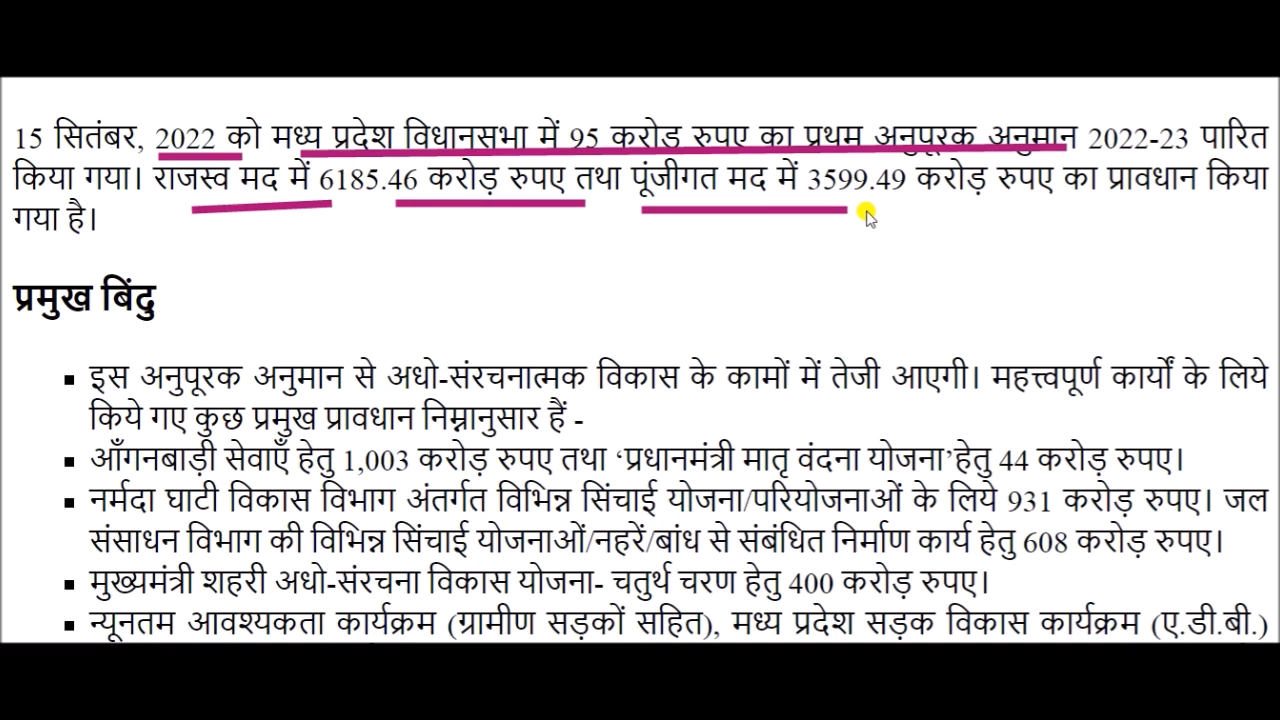 15 सितंबर, 2022 को मध्य प्रदेश विधानसभा में 95 करोड़ रुपए का प्रथम अनुपूरक अनुमान 2022-23 पारित
किया गया। राजस्व मद में 6185.46 करोड़ रुपए तथा पूंजीगत मद में 3599.49 करोड़ रुपए का प्रावधान किया
गया है।
प्रमुख बिंदु
▪ इस अनुपूरक अनुमान से अधो-संरचनात्मक विकास के कामों में तेजी आएगी। महत्त्वपूर्ण कार्यों के लिये
किये गए कुछ प्रमुख प्रावधान निम्नानुसार हैं -
▪ आँगनबाड़ी सेवाएँ हेतु 1,003 करोड़ रुपए तथा ‘प्रधानमंत्री मातृ वंदना योजना’हेतु 44 करोड़ रुपए।
▪ नर्मदा घाटी विकास विभाग अंतर्गत विभिन्न सिंचाई योजना/परियोजनाओं के लिये 931 करोड़ रुपए। जल
संसाधन विभाग की विभिन्न सिंचाई योजनाओं/नहरें/बांध से संबंधित निर्माण कार्य हेतु 608 करोड़ रुपए।
▪ मुख्यमंत्री शहरी अधो-संरचना विकास योजना- चतुर्थ चरण हेतु 400 करोड़ रुपए।
▪ न्यूनतम आवश्यकता कार्यक्रम (ग्रामीण सड़कों सहित), मध्य प्रदेश सड़क विकास कार्यक्रम (ए.डी.बी.)